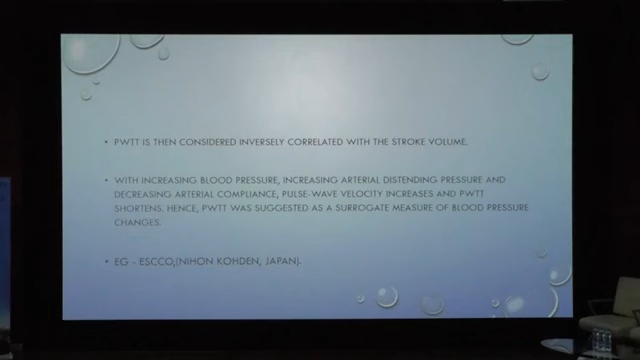 • PWTT IS THEN CONSIDERED INVERSELY CORRELATED WITH THE STROKE VOLUME.
• WITH INCREASING BLOOD PRESSURE, INCREASING ARTERIAL DISTENDING PRESSURE AND
DECREASING ARTERIAL COMPLIANCE, PULSE-WAVE VELOCITY INCREASES AND PWTT
SHORTENS. HENCE, PWTT WAS SUGGESTED AS A SURROGATE MEASURE OF BLOOD PRESSURE
CHANGES.
• EG - ESCCO,(NIHON KOHDEN, JAPAN).